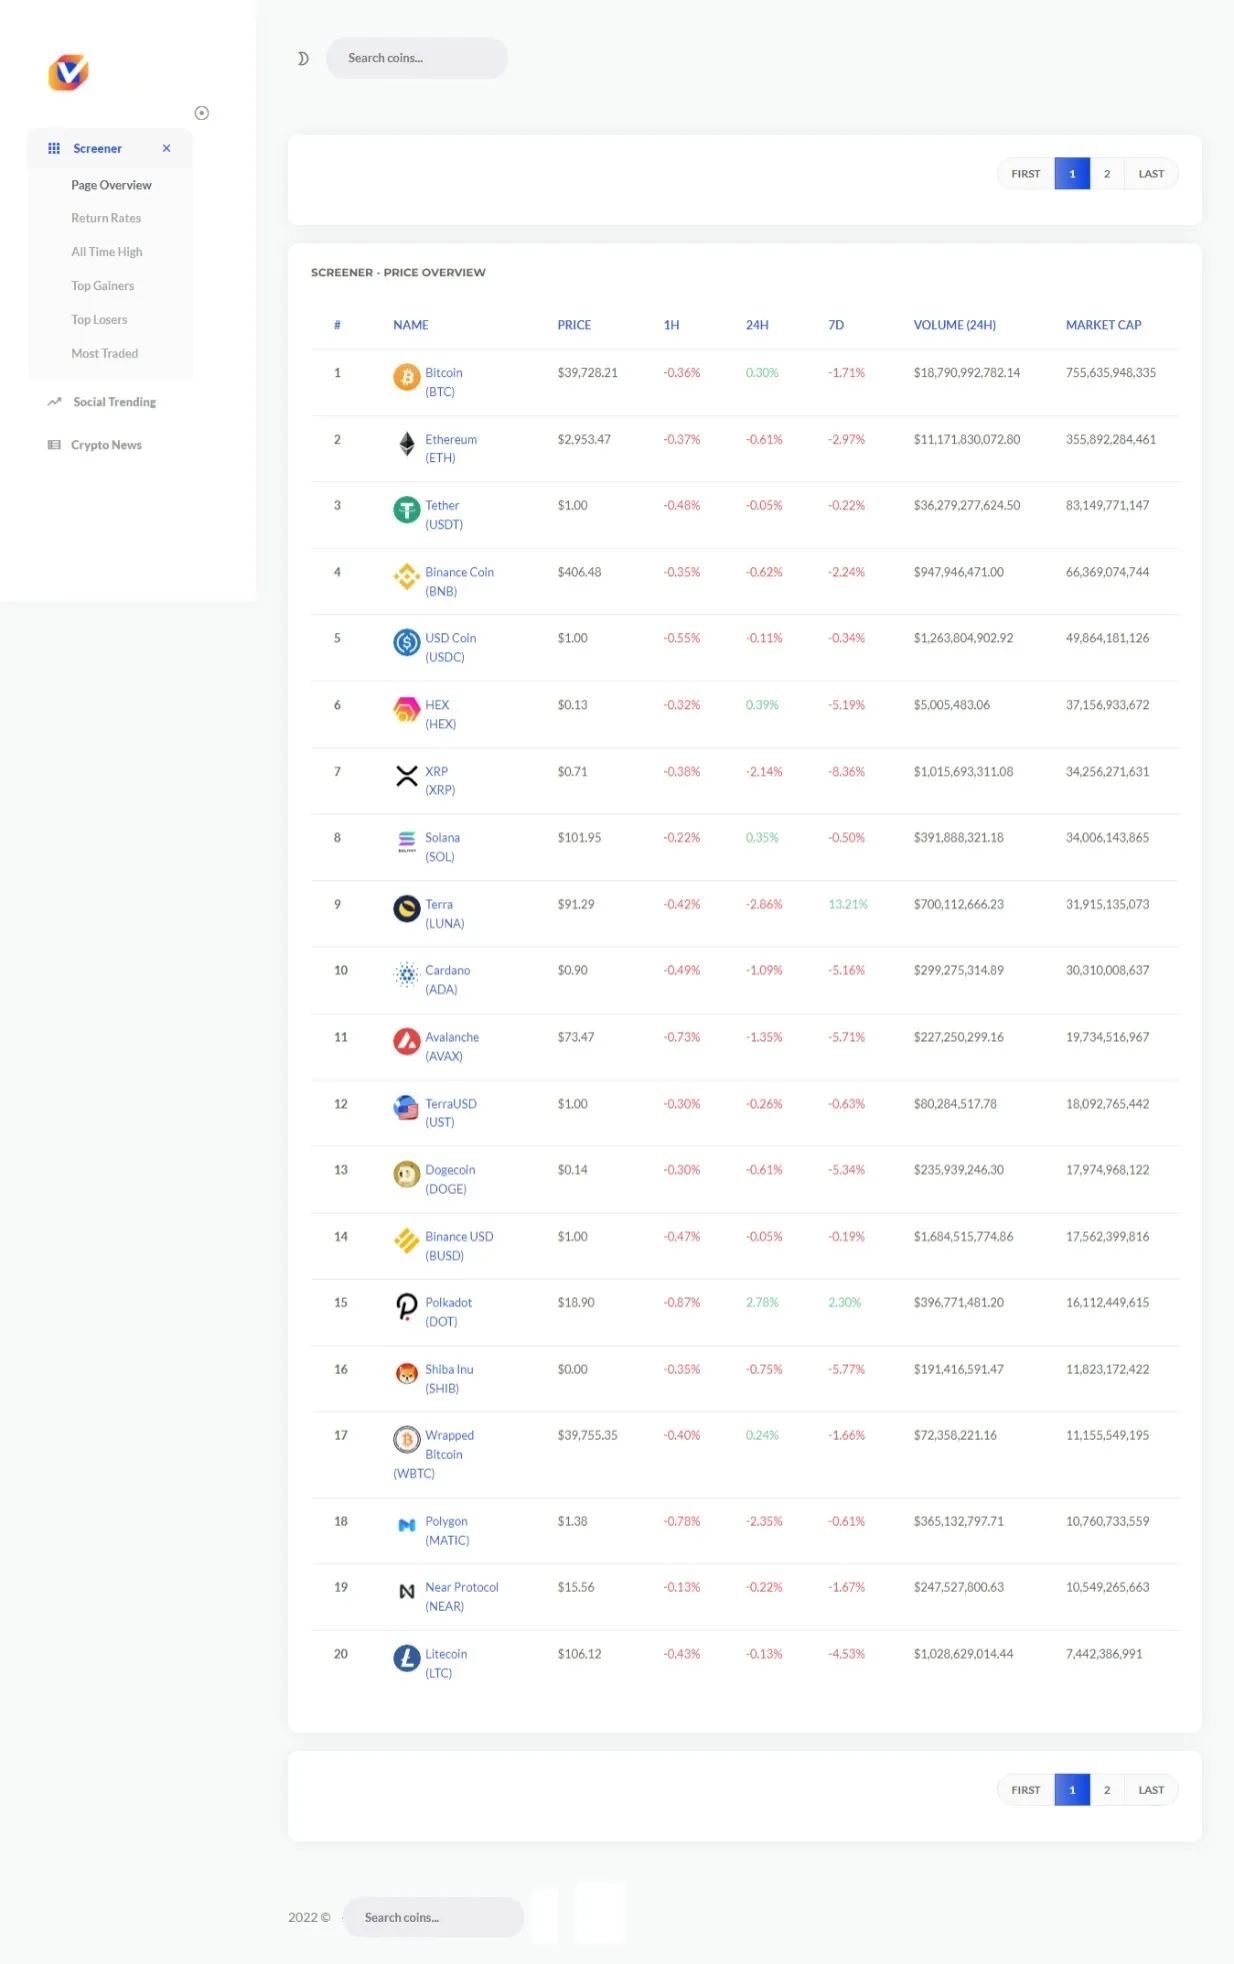 Search coins...
Screener
Page Overview
Return Rates
All Time High
Top Gainers
Top Losers
Most Traded
Social Trending
Crypto News
FIRST 1 2 LAST
SCREENER - PRICE OVERVIEW
# NAME PRICE 1H 24H 7D VOLUME (24H) MARKET CAP
1 Bitcoin $39,728.21 -0.36% 0.30% -1.71% $18,790,992,782.14 755,635,948,335
(BTC)
2 Ethereum $2,953.47 -0.37% -0.61% -2.97% $11,171,830,072.80 355,892,284,461
(ETH)
3 Tether $1.00 -0.48% -0.05% -0.22% $36,279,277,624.50 83,149,771,147
(USDT)
4 Binance Coin $406.48 -0.35% -0.62% -2.24% $947,946,471.00 66,369,074,744
(BNB)
5 USD Coin $1.00 -0.55% -0.11% -0.34% $1,263,804,902.92 49,864,181,126
(USDC)
6 HEX $0.13 -0.32% 0.39% -5.19% $5,005,483.06 37,156,933,672
(HEX)
7 XRP $0.71 -0.38% -2.14% -8.36% $1,015,693,311.08 34,256,271,631
(XRP)
8 Solana $101.95 -0.22% 0.35% -0.50% $391,888,321.18 34,006,143,865
(SOL)
9 Terra $91.29 -0.42% -2.86% 13.21% $700,112,666.23 31,915,135,073
(LUNA)
10 Cardano $0.90 -0.49% -1.09% -5.16% $299,275,314.89 30,310,008,637
(ADA)
11 Avalanche $73.47 -0.73% -1.35% -5.71% $227,250,299.16 19,734,516,967
(AVAX)
12 TerraUSD $1.00 -0.30% -0.26% -0.63% $80,284,517.78 18,092,765,442
(UST)
13 Dogecoin $0.14 -0.30% -0.61% -5.34% $235,939,246.30 17,974,968,122
(DOGE)
14 Binance USD $1.00 -0.47% -0.05% -0.19% $1,684,515,774.86 17,562,399,816
(BUSD)
15 Polkadot $18.90 -0.87% 2.78% 2.30% $396,771,481.20 16,112,449,615
(DOT)
16 Shiba Inu $0.00 -0.35% -0.75% -5.77% $191,416,591.47 11,823,172,422
(SHIB)
17 Wrapped $39,755.35 -0.40% 0.24% -1.66% $72,358,221.16 11,155,549,195
Bitcoin
(WBTC)
18 Polygon $1.38 -0.78% -2.35% -0.61% $365,132,797.71 10,760,733,559
(MATIC)
19 Near Protocol $15.56 -0.13% -0.22% -1.67% $247,527,800.63 10,549,265,663
(NEAR)
20 Litecoin $106.12 -0.43% -0.13% -4.53% $1,028,629,014.44 7,442,386,991
(LTC)
FIRST 1 2 LAST
2022 © Search coins...